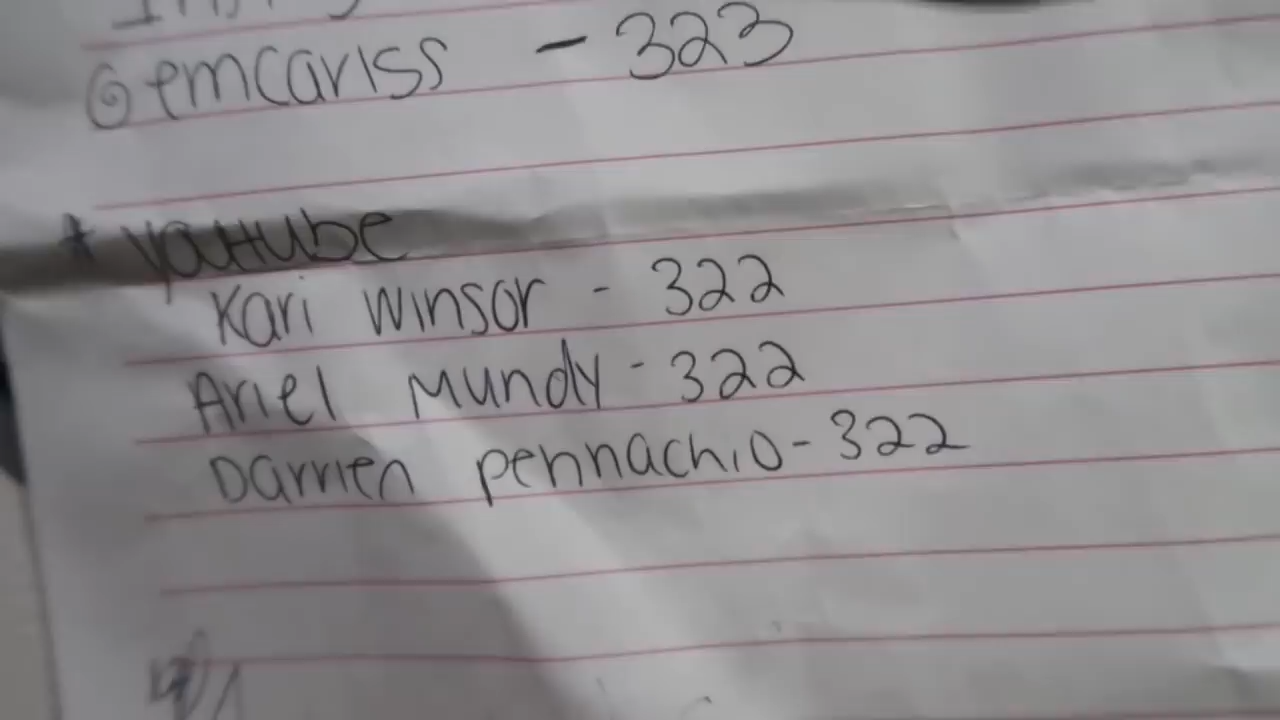 @emcariss - 323
* youtube
Kari Winsor - 322
Ariel Mundy - 322
Darrien pennachio - 322